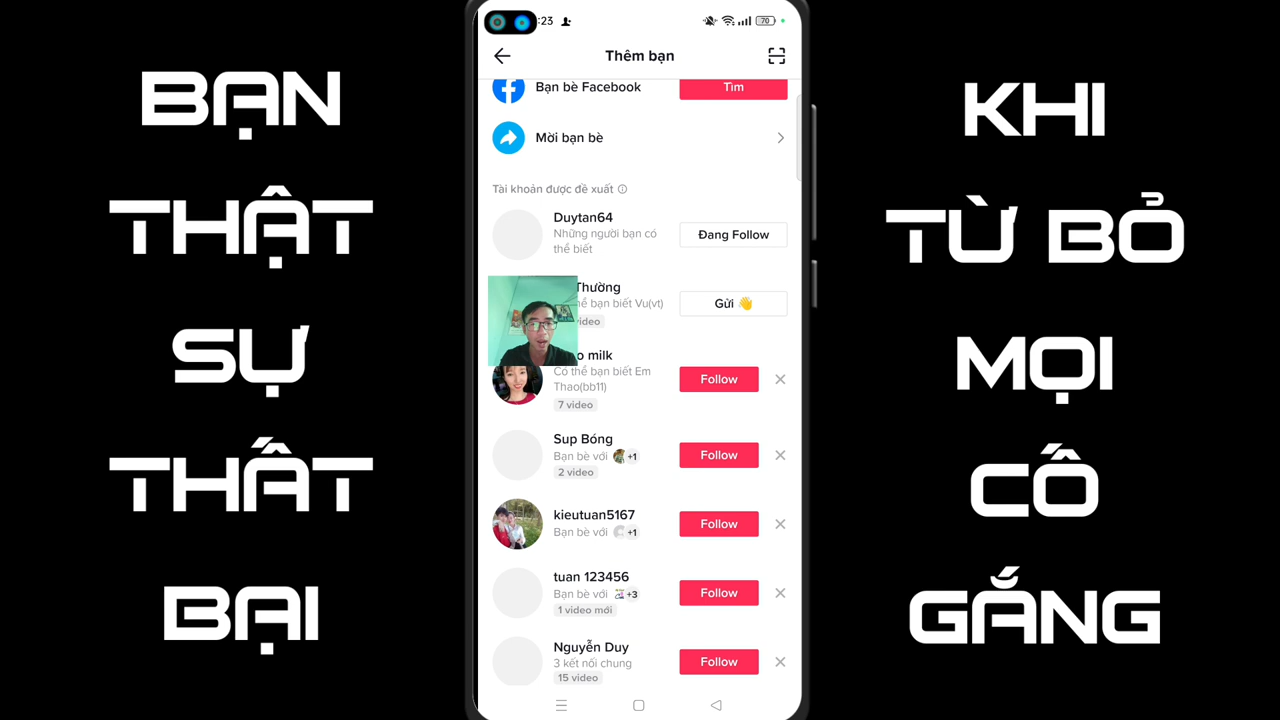 BẠN
THẬT
SỰ
THẤT
BẠI
:23
70
Thêm bạn
Bạn bè Facebook
Tìm
Mời bạn bè
Tài khoản được đề xuất
Duytan64
Những người bạn có
thể biết
Đang Follow
Thường
bạn biết Vu(vt)
video
Gửi 👋
milk
Có thể bạn biết Em
Thao(bb11)
7 video
Follow
Sup Bóng
Bạn bè với +1
2 video
Follow
kieutuan5167
Bạn bè với +1
Follow
tuan 123456
Bạn bè với +3
1 video mới
Follow
Nguyễn Duy
3 kết nối chung
15 video
Follow
KHI
TỪ BỎ
MỌI
CỐ
GẮNG